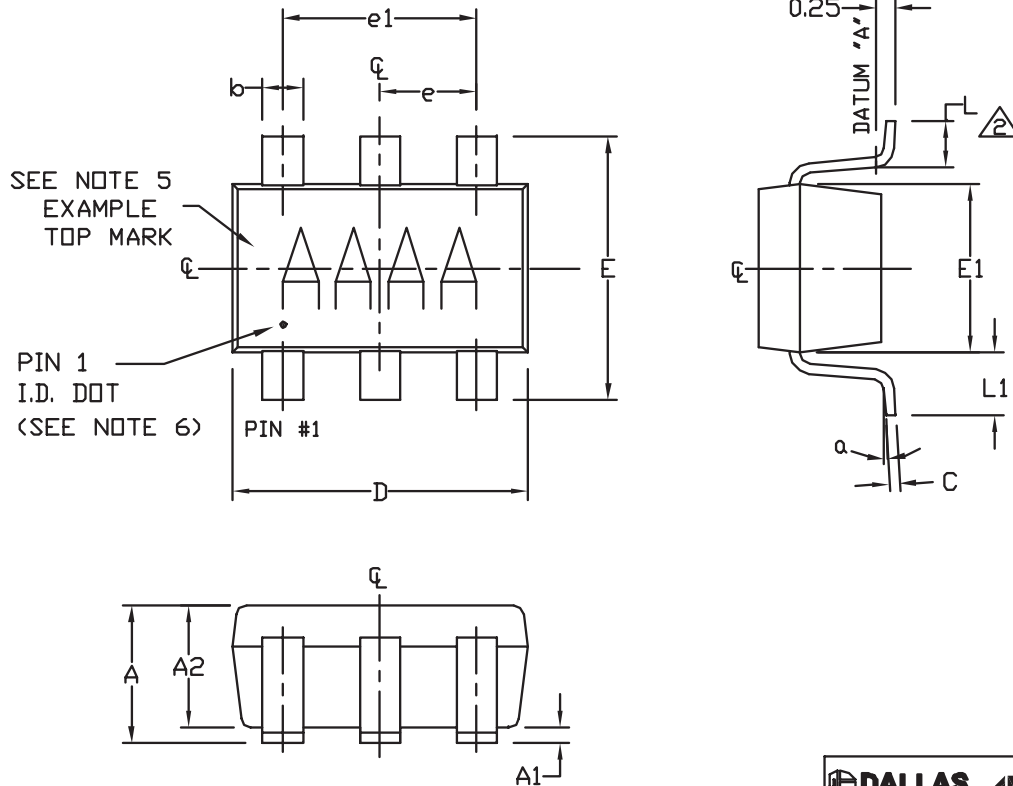 e1
0.25
DATUM "A"
℄
b
e
L
2
SEE NOTE 5
EXAMPLE
TOP MARK
AAAA
℄
E
℄
E1
PIN 1
I.D. DOT
(SEE NOTE 6)
PIN #1
L1
a
C
D
℄
A
A2
A1
DALLAS